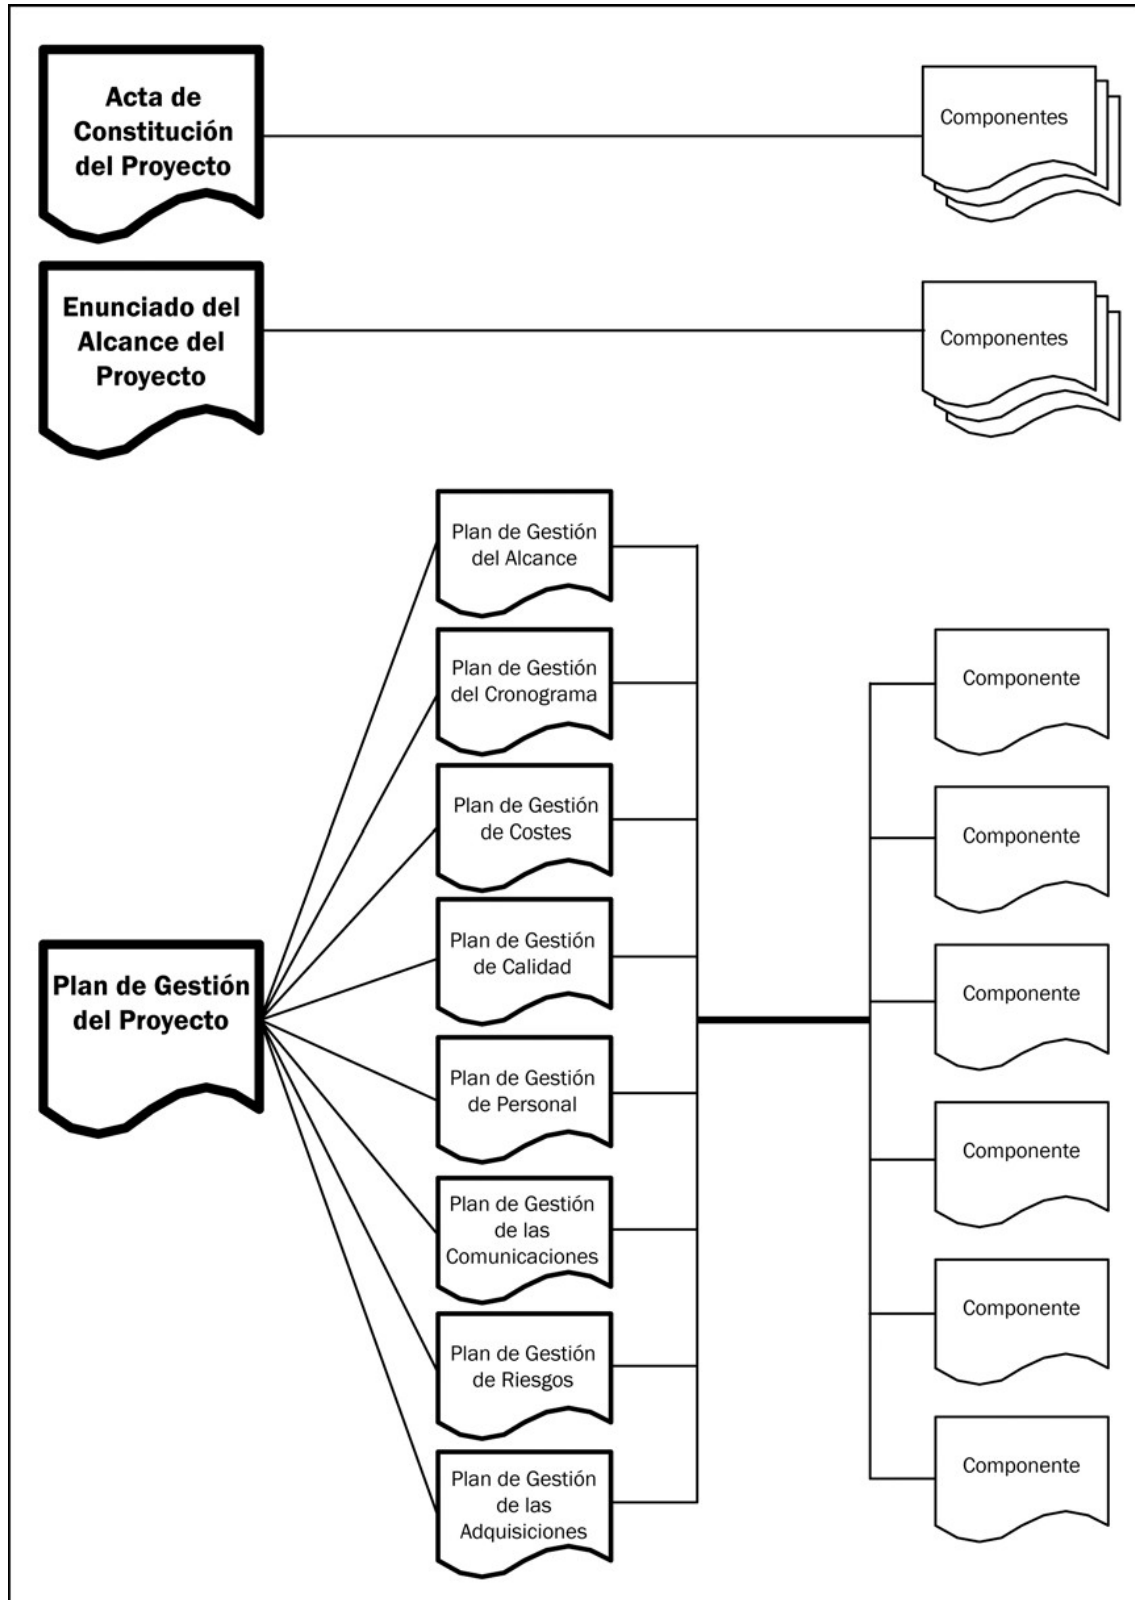 Acta de
Constitución
del Proyecto
Componentes
Enunciado del
Alcance del
Proyecto
Componentes
Plan de Gestión
del Proyecto
Plan de Gestión
del Alcance
Plan de Gestión
del Cronograma
Plan de Gestión
de Costes
Plan de Gestión
de Calidad
Plan de Gestión
de Personal
Plan de Gestión
de las
Comunicaciones
Plan de Gestión
de Riesgos
Plan de Gestión
de las
Adquisiciones
Componente
Componente
Componente
Componente
Componente
Componente